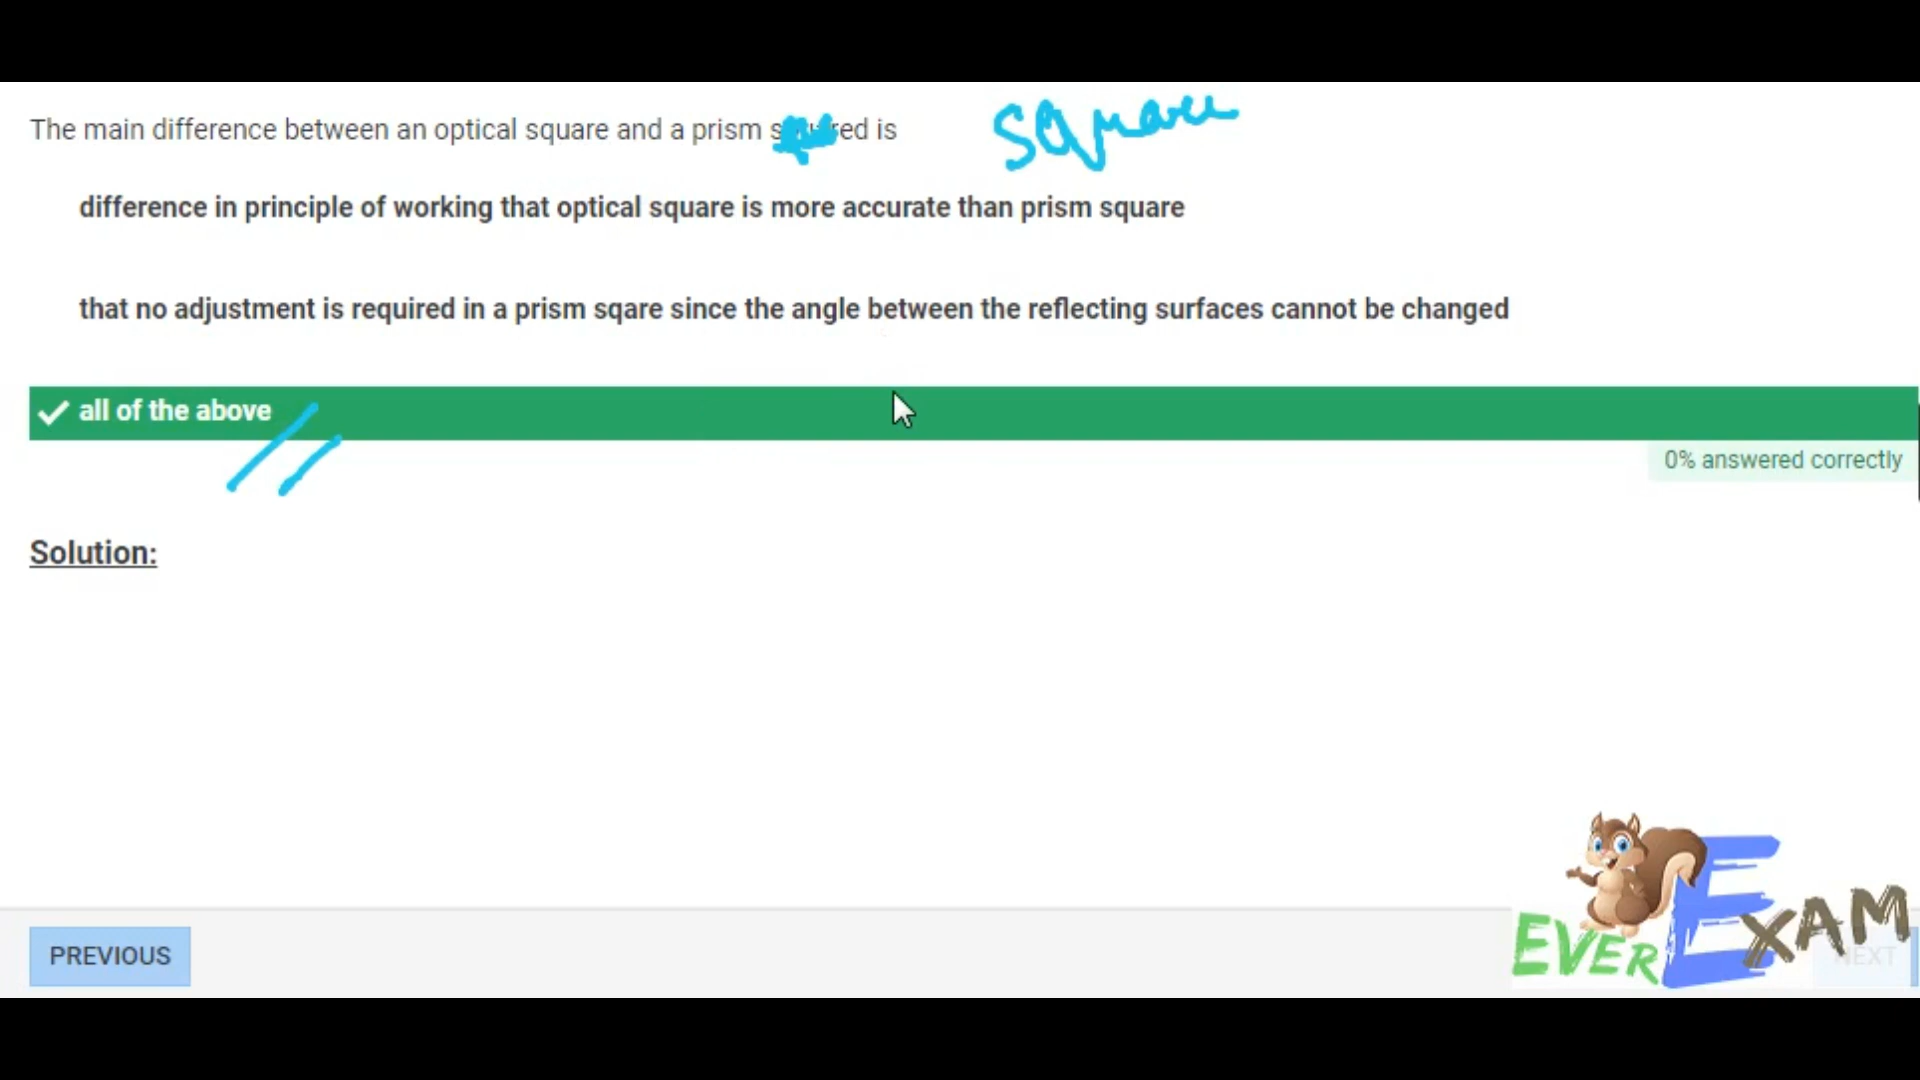 The main difference between an optical square and a prism is
square
difference in principle of working that optical square is more accurate than prism square
that no adjustment is required in a prism sqare since the angle between the reflecting surfaces cannot be changed
all of the above
0% answered correctly
Solution:
PREVIOUS
EVER EXAM
NEXT